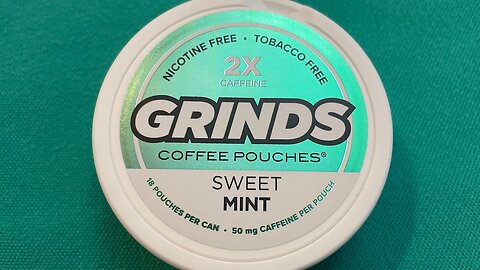 NICOTINE FREE • TOBACCO FREE
2X
CAFFEINE
GRINDS
COFFEE POUCHES®
SWEET
MINT
18 POUCHES PER CAN • 50 mg CAFFEINE PER POUCH